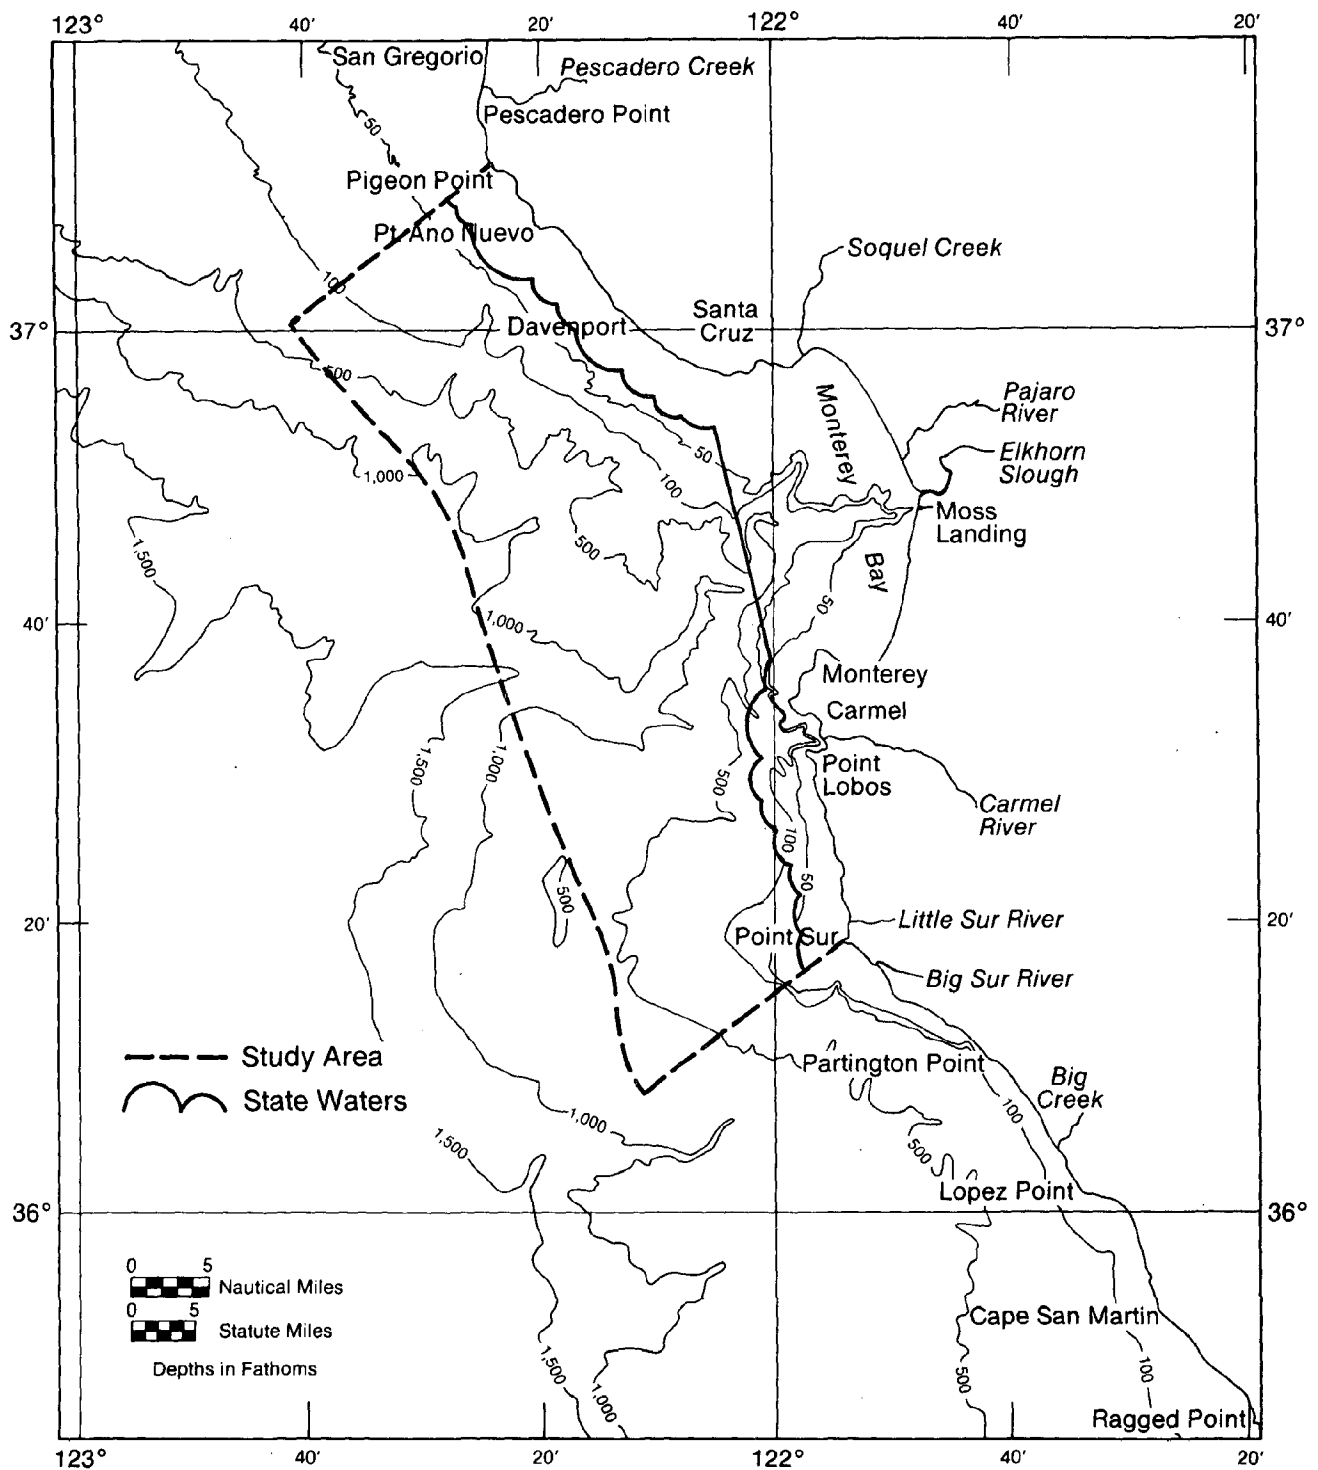 123°
40′
20′
122°
40′
20′
San Gregorio
Pescadero Creek
Pescadero Point
50
Pigeon Point
Pt. Ano Nuevo
Soquel Creek
100
37°
Davenport
Santa
Cruz
37°
500
Monterey
Pajaro
River
50
Elkhorn
Slough
1,000
100
Moss
Landing
1,500
500
Bay
50
40′
1,000
40′
Monterey
Carmel
1,500
1,000
500
Point
Lobos
Carmel
River
100
50
500
20′
Little Sur River
20′
Point Sur
Big Sur River
Study Area
Partington Point
State Waters
Big
Creek
100
1,000
1,500
500
Lopez Point
36°
36°
0 5
Nautical Miles
0 5
Statute Miles
Cape San Martin
Depths in Fathoms
1,500
1,000
500
100
Ragged Point
123°
40′
20′
122°
40′
20′